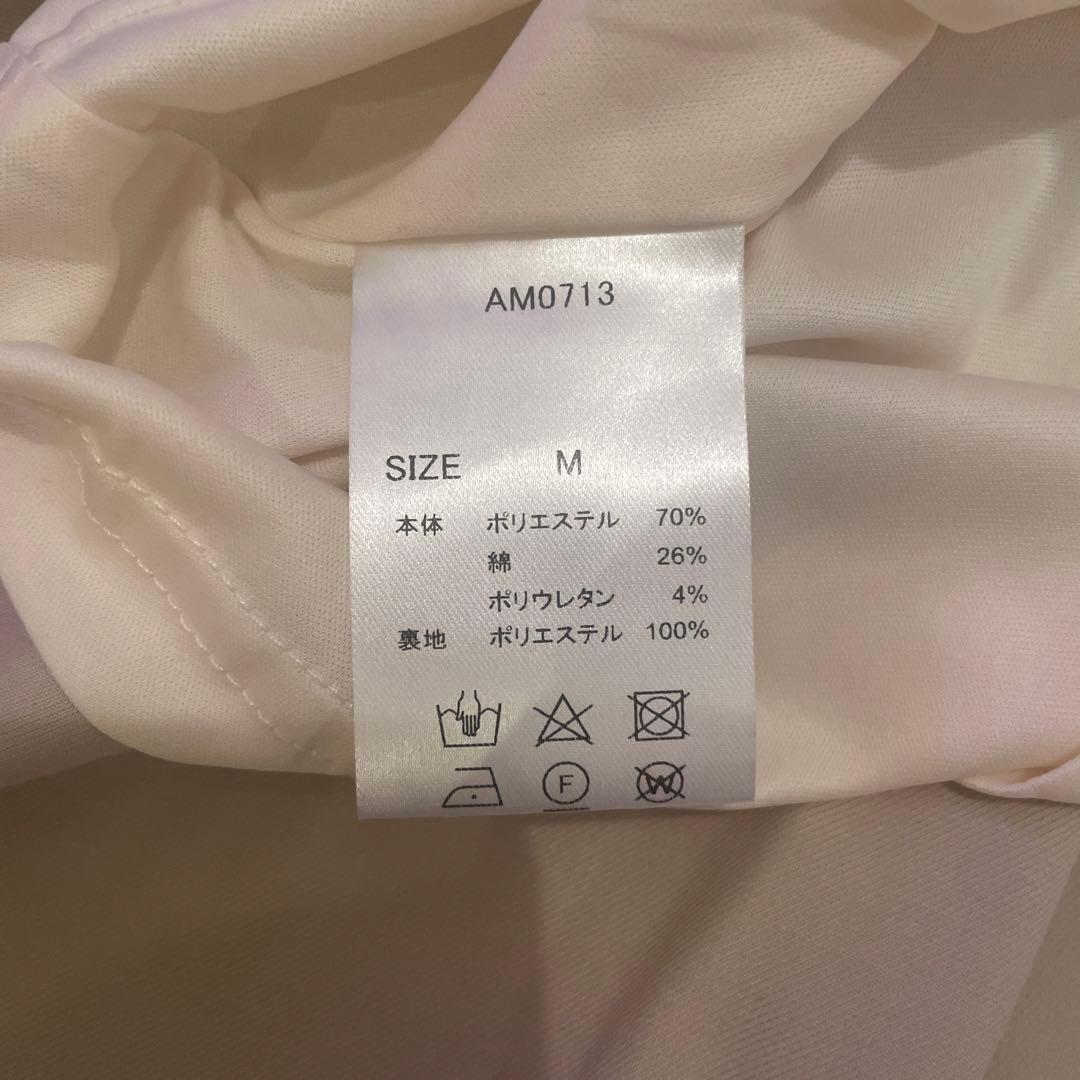 AM0713
SIZE M
本体 ポリエステル 70%
綿 26%
ポリウレタン 4%
裏地 ポリエステル 100%
F
W